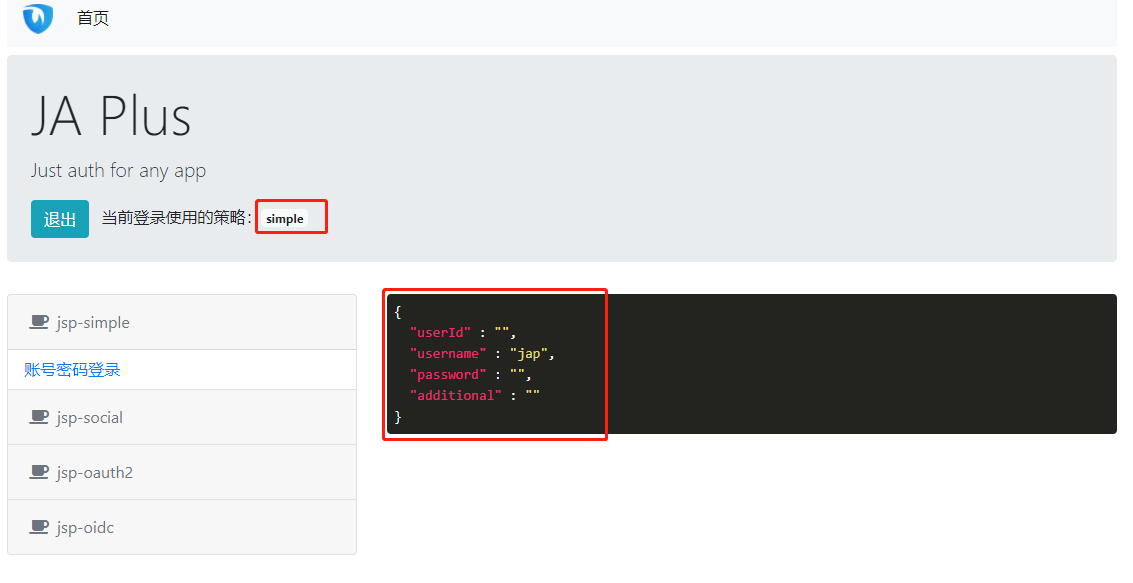 首页
JA Plus
Just auth for any app
退出 当前登录使用的策略: simple
jsp-simple
账号密码登录
jsp-social
jsp-oauth2
jsp-oidc
{
"userId" : "",
"username" : "jap",
"password" : "",
"additional" : ""
}